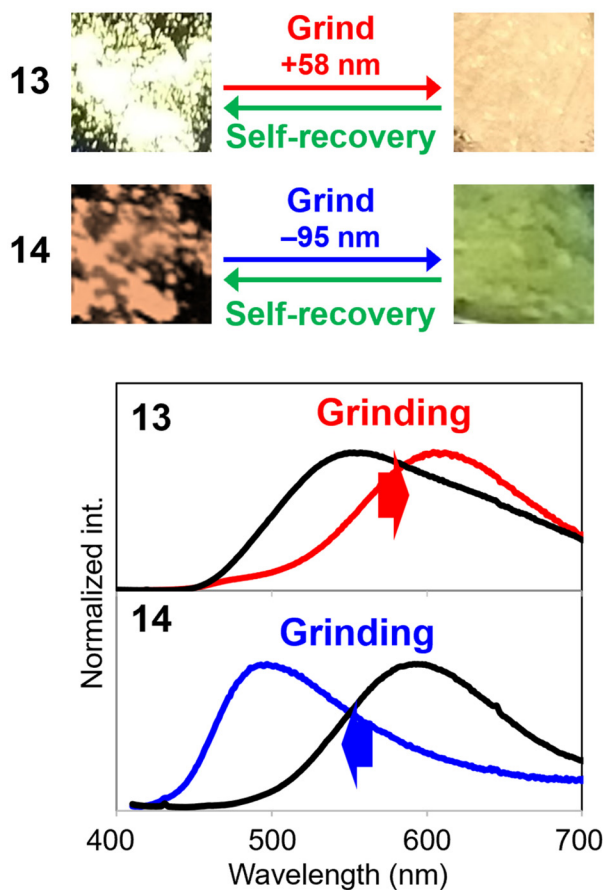 13
Grind
+58 nm
Self-recovery
14
Grind
–95 nm
Self-recovery
13
Grinding
14
Grinding
Normalized int.
400 500 600 700
Wavelength (nm)